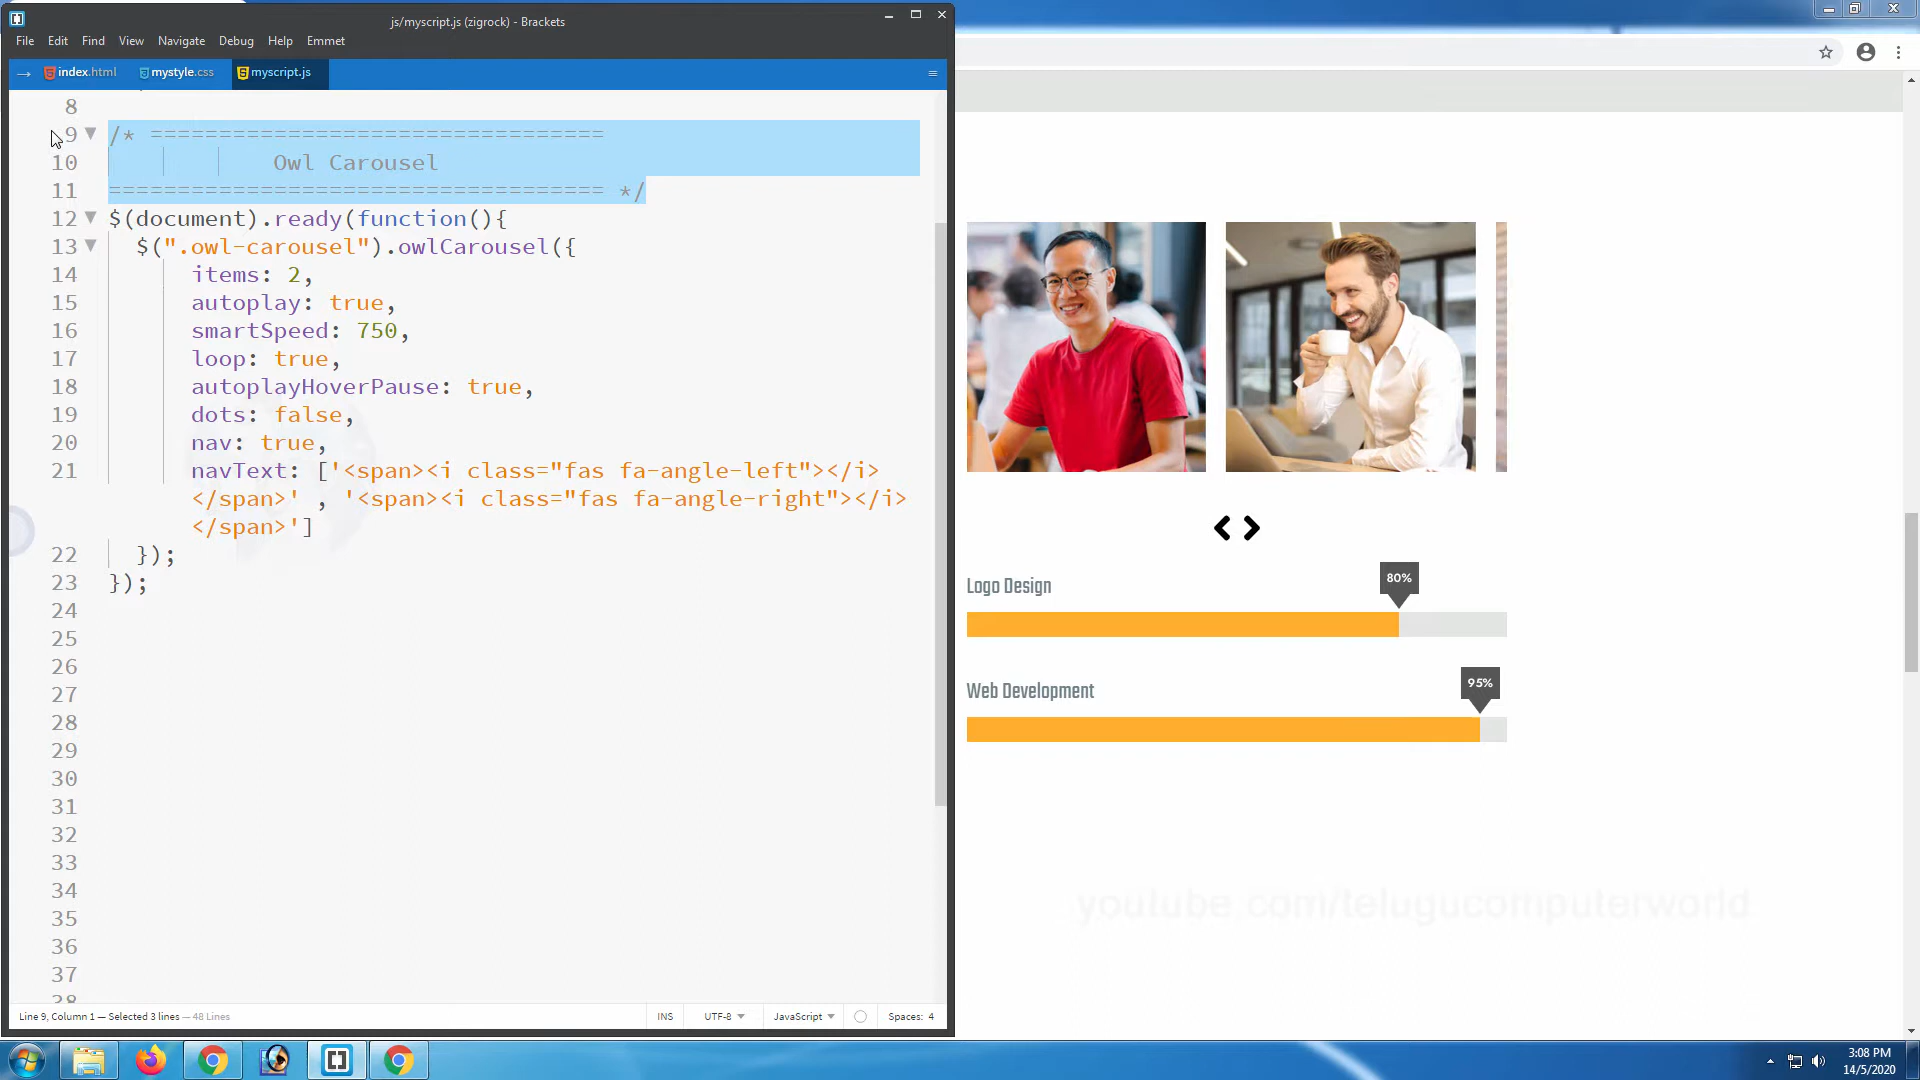 js/myscript.js (zigrock) - Brackets
File Edit Find View Navigate Debug Help Emmet
index.html mystyle.css myscript.js
8
9 /* =================================
10 Owl Carousel
11 ==================================== */
12 $(document).ready(function(){
13 $(".owl-carousel").owlCarousel({
14 items: 2,
15 autoplay: true,
16 smartSpeed: 750,
17 loop: true,
18 autoplayHoverPause: true,
19 dots: false,
20 nav: true,
21 navText: ['<span><i class="fas fa-angle-left"></i>
</span>' , '<span><i class="fas fa-angle-right"></i>
</span>']
22 });
23 });
24
25
26
27
28
29
30
31
32
33
34
35
36
37
38
Line 9, Column 1 — Selected 3 lines — 48 Lines
INS UTF-8 JavaScript Spaces: 4
80%
Logo Design
95%
Web Development
youtube.com/telugucomputerworld
3:08 PM
14/5/2020